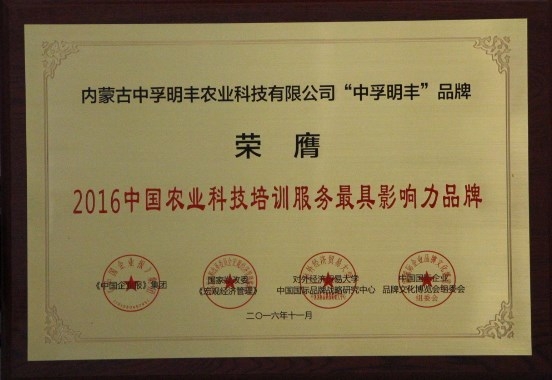 内蒙古中孚明丰农业科技有限公司“中孚明丰”品牌
荣膺
2016中国农业科技培训服务最具影响力品牌
《中国企业报》集团
国家发改委
《宏观经济管理》
对外经济贸易大学
中国国际品牌战略研究中心
中国国际企业
品牌文化博览会组委会
二〇一六年十一月